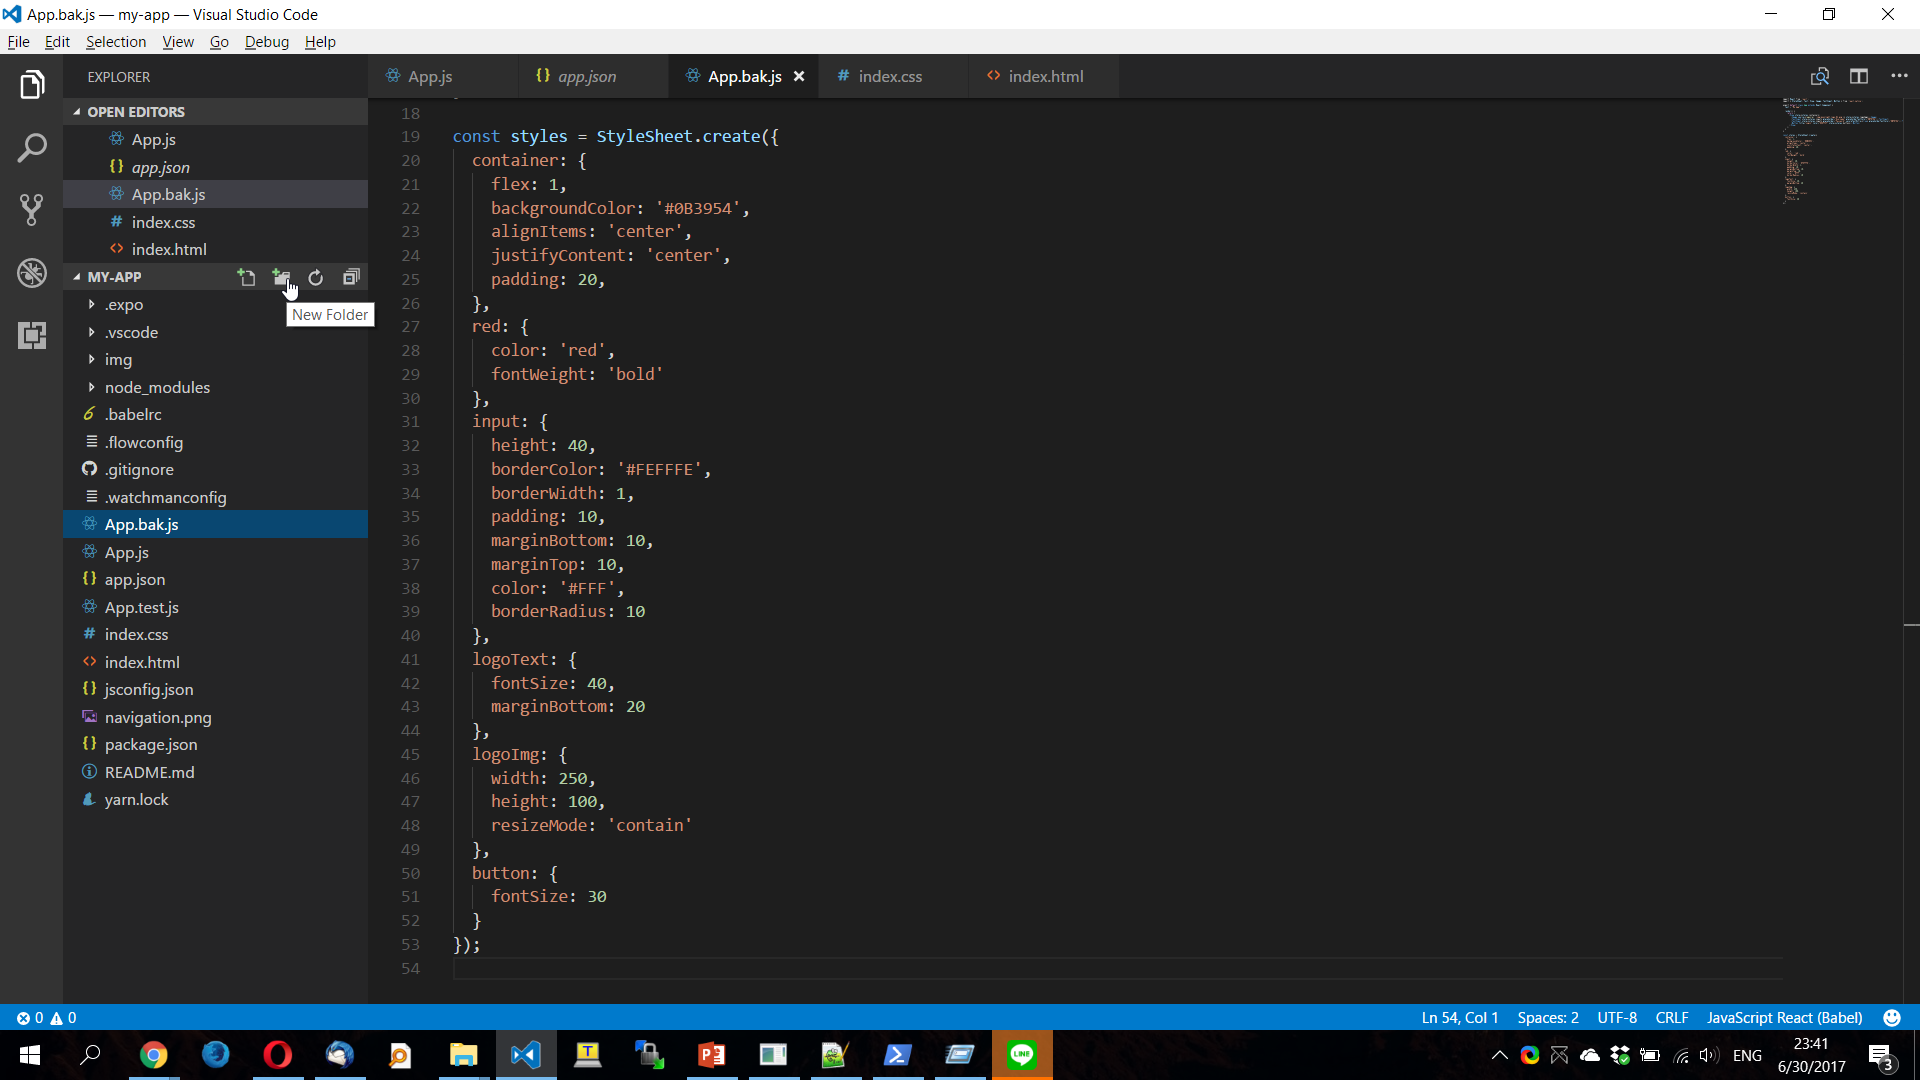 App.bak.js — my-app — Visual Studio Code
File Edit Selection View Go Debug Help
EXPLORER
OPEN EDITORS
App.js
app.json
App.bak.js
index.css
index.html
MY-APP
New Folder
.expo
.vscode
img
node_modules
.babelrc
.flowconfig
.gitignore
.watchmanconfig
App.bak.js
App.js
app.json
App.test.js
index.css
index.html
jsconfig.json
navigation.png
package.json
README.md
yarn.lock
App.js app.json App.bak.js index.css index.html
18
19 const styles = StyleSheet.create({
20 container: {
21 flex: 1,
22 backgroundColor: '#0B3954',
23 alignItems: 'center',
24 justifyContent: 'center',
25 padding: 20,
26 },
27 red: {
28 color: 'red',
29 fontWeight: 'bold'
30 },
31 input: {
32 height: 40,
33 borderColor: '#FEFFFE',
34 borderWidth: 1,
35 padding: 10,
36 marginBottom: 10,
37 marginTop: 10,
38 color: '#FFF',
39 borderRadius: 10
40 },
41 logoText: {
42 fontSize: 40,
43 marginBottom: 20
44 },
45 logoImg: {
46 width: 250,
47 height: 100,
48 resizeMode: 'contain'
49 },
50 button: {
51 fontSize: 30
52 }
53 });
54
0 0 Ln 54, Col 1 Spaces: 2 UTF-8 CRLF JavaScript React (Babel)
ENG
23:41
6/30/2017
3
LINE